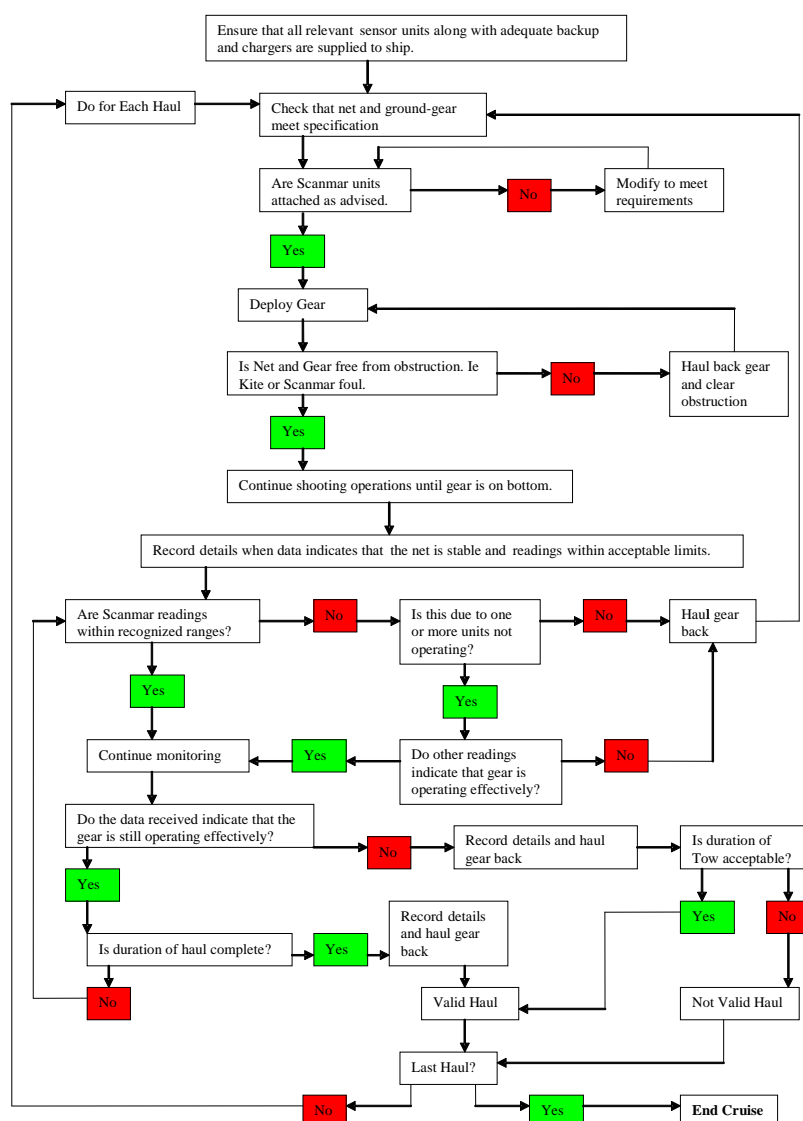 Ensure that all relevant sensor units along with adequate backup
and chargers are supplied to ship.
Do for Each Haul
Check that net and ground-gear
meet specification
Are Scanmar units
attached as advised.
No
Modify to meet
requirements
Yes
Deploy Gear
Is Net and Gear free from obstruction. Ie
Kite or Scanmar foul.
No
Haul back gear
and clear
obstruction
Yes
Continue shooting operations until gear is on bottom.
Record details when data indicates that the net is stable and readings within acceptable limits.
Are Scanmar readings
within recognized ranges?
No
Is this due to one
or more units not
operating?
No
Haul gear
back
Yes
Yes
Continue monitoring
Yes
Do other readings
indicate that gear is
operating effectively?
No
Do the data received indicate that the
gear is still operating effectively?
No
Record details and haul
gear back
Is duration of
Tow acceptable?
Yes
Yes
No
Is duration of haul complete?
Yes
Record details
and haul gear
back
No
Valid Haul
Not Valid Haul
Last Haul?
No
Yes
End Cruise